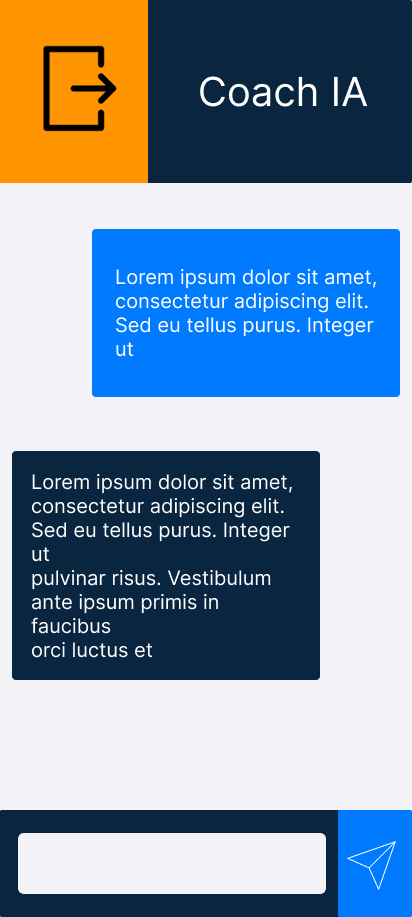 Coach IA
Lorem ipsum dolor sit amet,
consectetur adipiscing elit.
Sed eu tellus purus. Integer
ut
Lorem ipsum dolor sit amet,
consectetur adipiscing elit.
Sed eu tellus purus. Integer
ut
pulvinar risus. Vestibulum
ante ipsum primis in
faucibus
orci luctus et